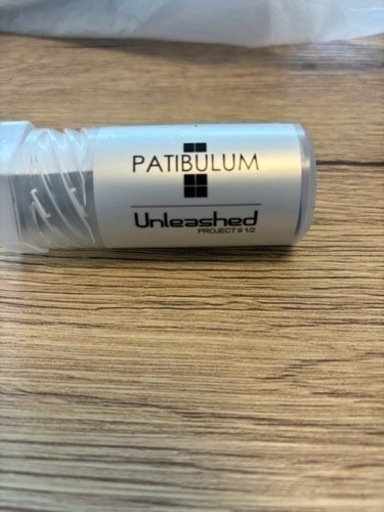 PATIBULUM
Unleashed
PROJECT 9 1/2